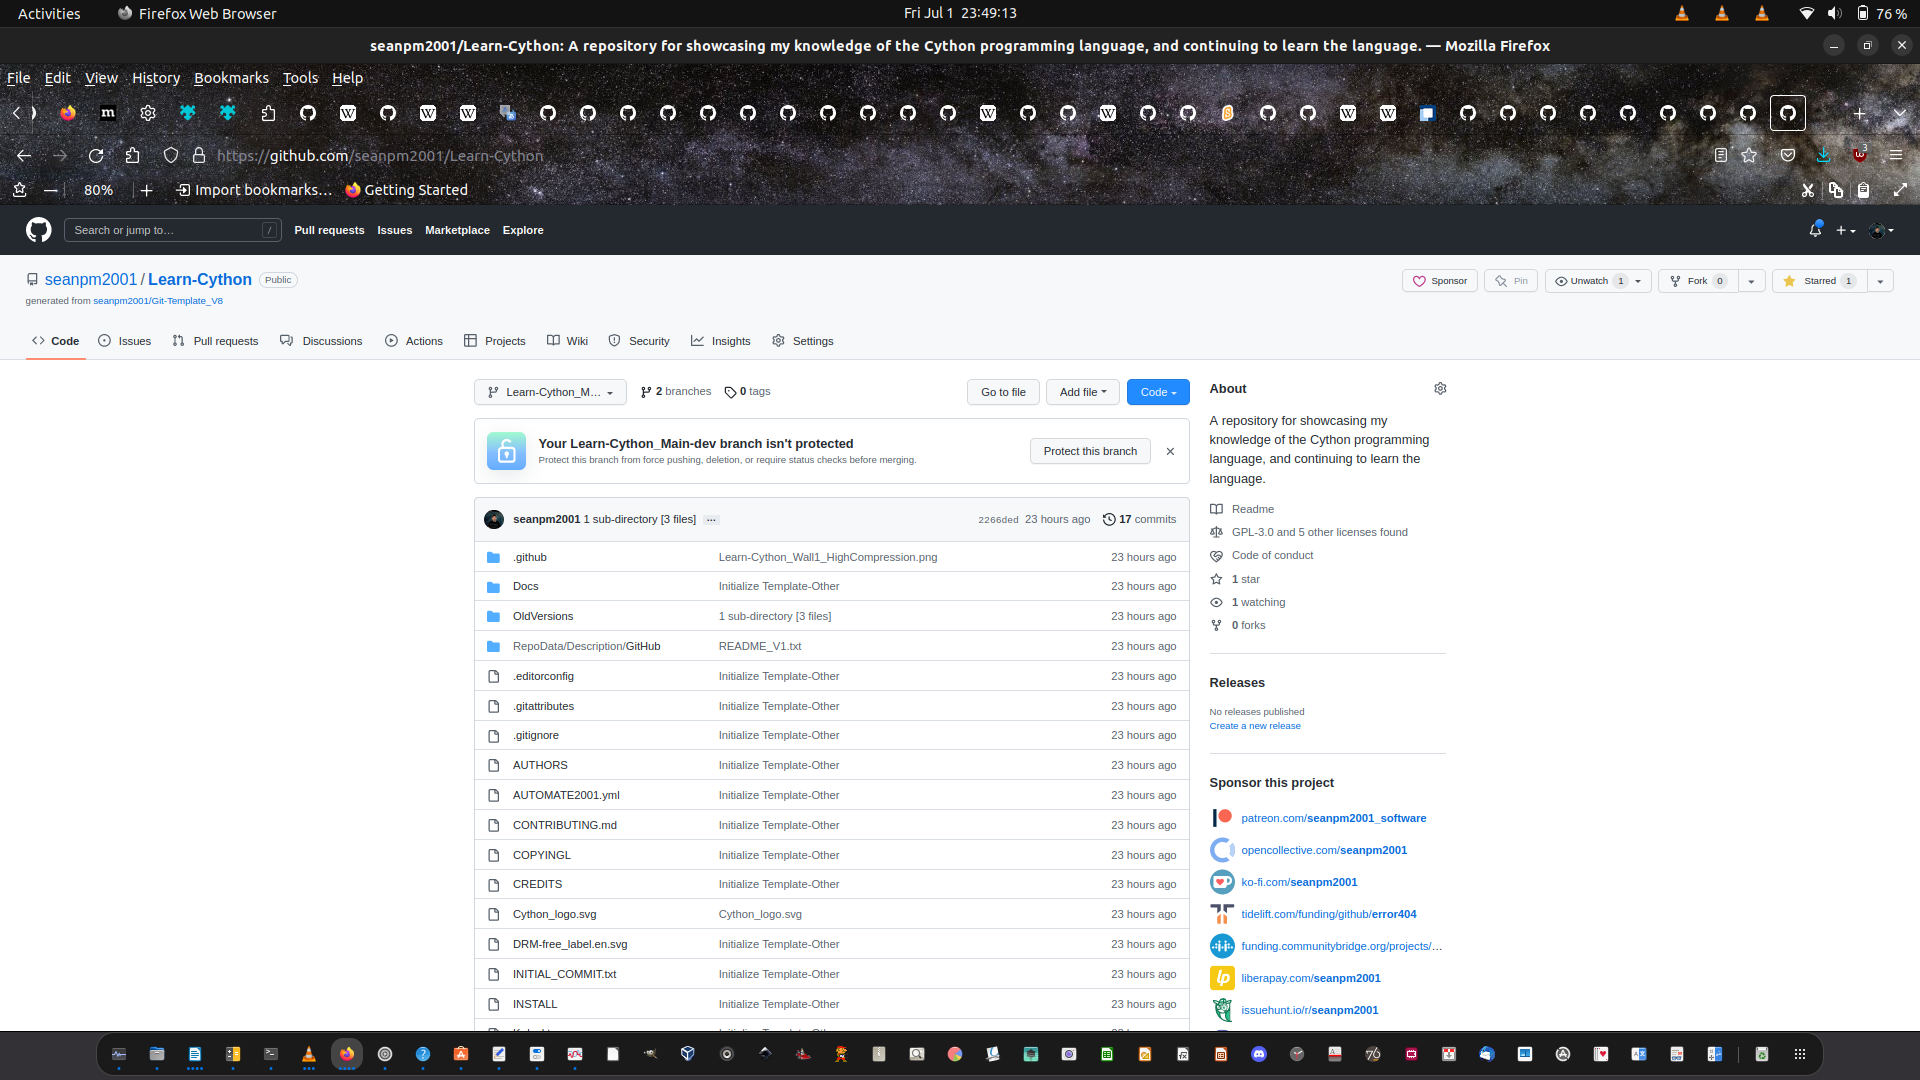 Activities Firefox Web Browser Fri Jul 1 23:49:13 76 %
seanpm2001/Learn-Cython: A repository for showcasing my knowledge of the Cython programming language, and continuing to learn the language. — Mozilla Firefox
File Edit View History Bookmarks Tools Help
https://github.com/seanpm2001/Learn-Cython 3
80% Import bookmarks… Getting Started
Search or jump to… / Pull requests Issues Marketplace Explore
seanpm2001 / Learn-Cython Public Sponsor Pin Unwatch 1 Fork 0 Starred 1
generated from seanpm2001/Git-Template_V8
Code Issues Pull requests Discussions Actions Projects Wiki Security Insights Settings
Learn-Cython_M… 2 branches 0 tags Go to file Add file Code
Your Learn-Cython_Main-dev branch isn't protected
Protect this branch from force pushing, deletion, or require status checks before merging.
Protect this branch
seanpm2001 1 sub-directory [3 files] … 2266ded 23 hours ago 17 commits
.github Learn-Cython_Wall1_HighCompression.png 23 hours ago
Docs Initialize Template-Other 23 hours ago
OldVersions 1 sub-directory [3 files] 23 hours ago
RepoData/Description/GitHub README_V1.txt 23 hours ago
.editorconfig Initialize Template-Other 23 hours ago
.gitattributes Initialize Template-Other 23 hours ago
.gitignore Initialize Template-Other 23 hours ago
AUTHORS Initialize Template-Other 23 hours ago
AUTOMATE2001.yml Initialize Template-Other 23 hours ago
CONTRIBUTING.md Initialize Template-Other 23 hours ago
COPYINGL Initialize Template-Other 23 hours ago
CREDITS Initialize Template-Other 23 hours ago
Cython_logo.svg Cython_logo.svg 23 hours ago
DRM-free_label.en.svg Initialize Template-Other 23 hours ago
INITIAL_COMMIT.txt Initialize Template-Other 23 hours ago
INSTALL Initialize Template-Other 23 hours ago
About
A repository for showcasing my
knowledge of the Cython programming
language, and continuing to learn the
language.
Readme
GPL-3.0 and 5 other licenses found
Code of conduct
1 star
1 watching
0 forks
Releases
No releases published
Create a new release
Sponsor this project
patreon.com/seanpm2001_software
opencollective.com/seanpm2001
ko-fi.com/seanpm2001
tidelift.com/funding/github/error404
funding.communitybridge.org/projects/…
liberapay.com/seanpm2001
issuehunt.io/r/seanpm2001